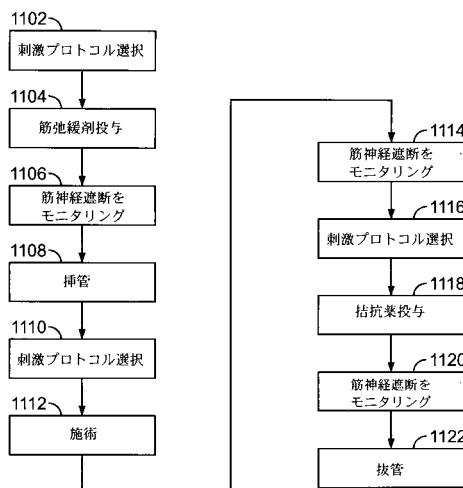 1102
刺激プロトコル選択
1104
筋弛緩剤投与
1106
筋神経遮断を
モニタリング
1108
挿管
1110
刺激プロトコル選択
1112
施術
1114
筋神経遮断を
モニタリング
1116
刺激プロトコル選択
1118
拮抗薬投与
1120
筋神経遮断を
モニタリング
1122
抜管